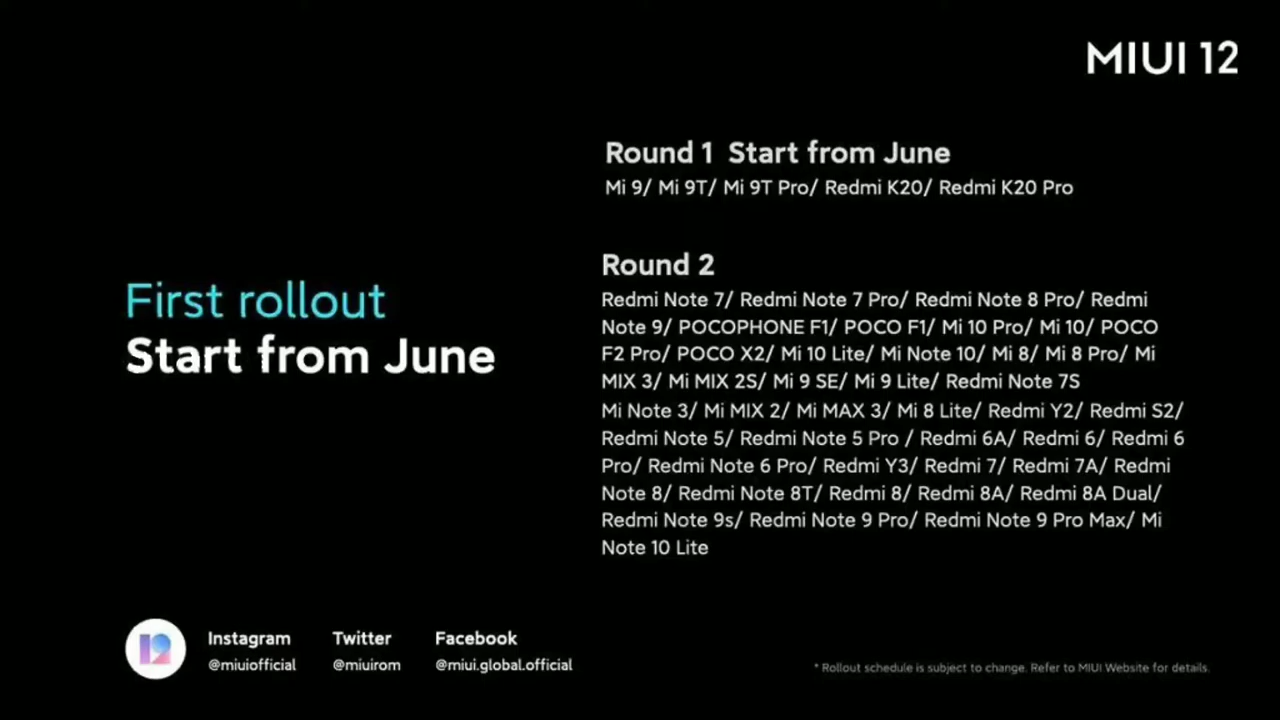 MIUI 12
First rollout
Start from June
Round 1 Start from June
Mi 9/ Mi 9T/ Mi 9T Pro/ Redmi K20/ Redmi K20 Pro
Round 2
Redmi Note 7/ Redmi Note 7 Pro/ Redmi Note 8 Pro/ Redmi
Note 9/ POCOPHONE F1/ POCO F1/ Mi 10 Pro/ Mi 10/ POCO
F2 Pro/ POCO X2/ Mi 10 Lite/ Mi Note 10/ Mi 8/ Mi 8 Pro/ Mi
MIX 3/ Mi MIX 2S/ Mi 9 SE/ Mi 9 Lite/ Redmi Note 7S
Mi Note 3/ Mi MIX 2/ Mi MAX 3/ Mi 8 Lite/ Redmi Y2/ Redmi S2/
Redmi Note 5/ Redmi Note 5 Pro / Redmi 6A/ Redmi 6/ Redmi 6
Pro/ Redmi Note 6 Pro/ Redmi Y3/ Redmi 7/ Redmi 7A/ Redmi
Note 8/ Redmi Note 8T/ Redmi 8/ Redmi 8A/ Redmi 8A Dual/
Redmi Note 9s/ Redmi Note 9 Pro/ Redmi Note 9 Pro Max/ Mi
Note 10 Lite
12
Instagram Twitter Facebook
@miuiofficial @miuirom @miui.global.official
* Rollout schedule is subject to change. Refer to MIUI Website for details.